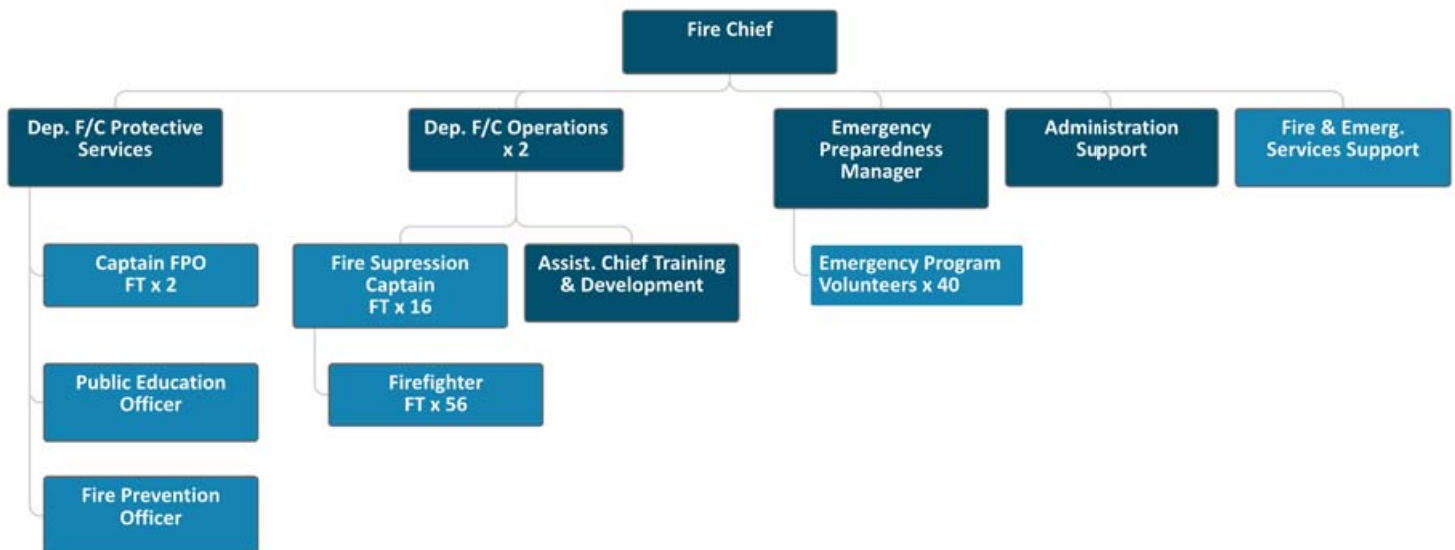 Fire Chief
Dep. F/C Protective
Services
Dep. F/C Operations
x 2
Emergency
Preparedness
Manager
Administration
Support
Fire & Emerg.
Services Support
Captain FPO
FT x 2
Fire Supression
Captain
FT x 16
Assist. Chief Training
& Development
Emergency Program
Volunteers x 40
Public Education
Officer
Firefighter
FT x 56
Fire Prevention
Officer